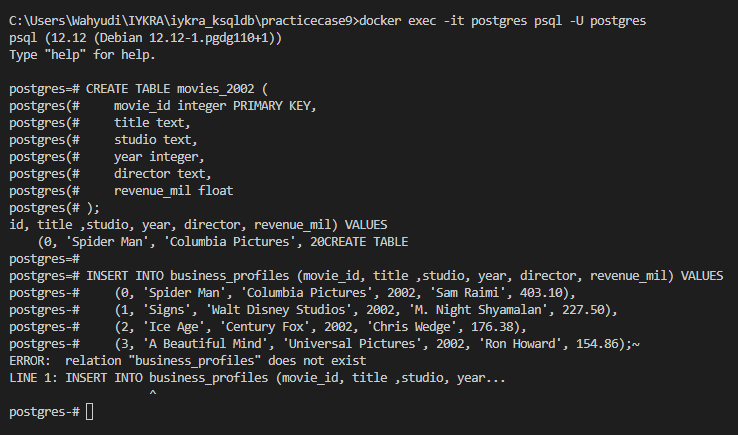 C:\Users\Wahyudi\IYKRA\iykra_ksqldb\practicecase9>docker exec -it postgres psql -U postgres
psql (12.12 (Debian 12.12-1.pgdg110+1))
Type "help" for help.
postgres=# CREATE TABLE movies_2002 (
postgres(#     movie_id integer PRIMARY KEY,
postgres(#     title text,
postgres(#     studio text,
postgres(#     year integer,
postgres(#     director text,
postgres(#     revenue_mil float
postgres(# );
id, title ,studio, year, director, revenue_mil) VALUES
    (0, 'Spider Man', 'Columbia Pictures', 20CREATE TABLE
postgres=#
postgres=# INSERT INTO business_profiles (movie_id, title ,studio, year, director, revenue_mil) VALUES
postgres-#     (0, 'Spider Man', 'Columbia Pictures', 2002, 'Sam Raimi', 403.10),
postgres-#     (1, 'Signs', 'Walt Disney Studios', 2002, 'M. Night Shyamalan', 227.50),
postgres-#     (2, 'Ice Age', 'Century Fox', 2002, 'Chris Wedge', 176.38),
postgres-#     (3, 'A Beautiful Mind', 'Universal Pictures', 2002, 'Ron Howard', 154.86);~
ERROR:  relation "business_profiles" does not exist
LINE 1: INSERT INTO business_profiles (movie_id, title ,studio, year...
                    ^
postgres-#